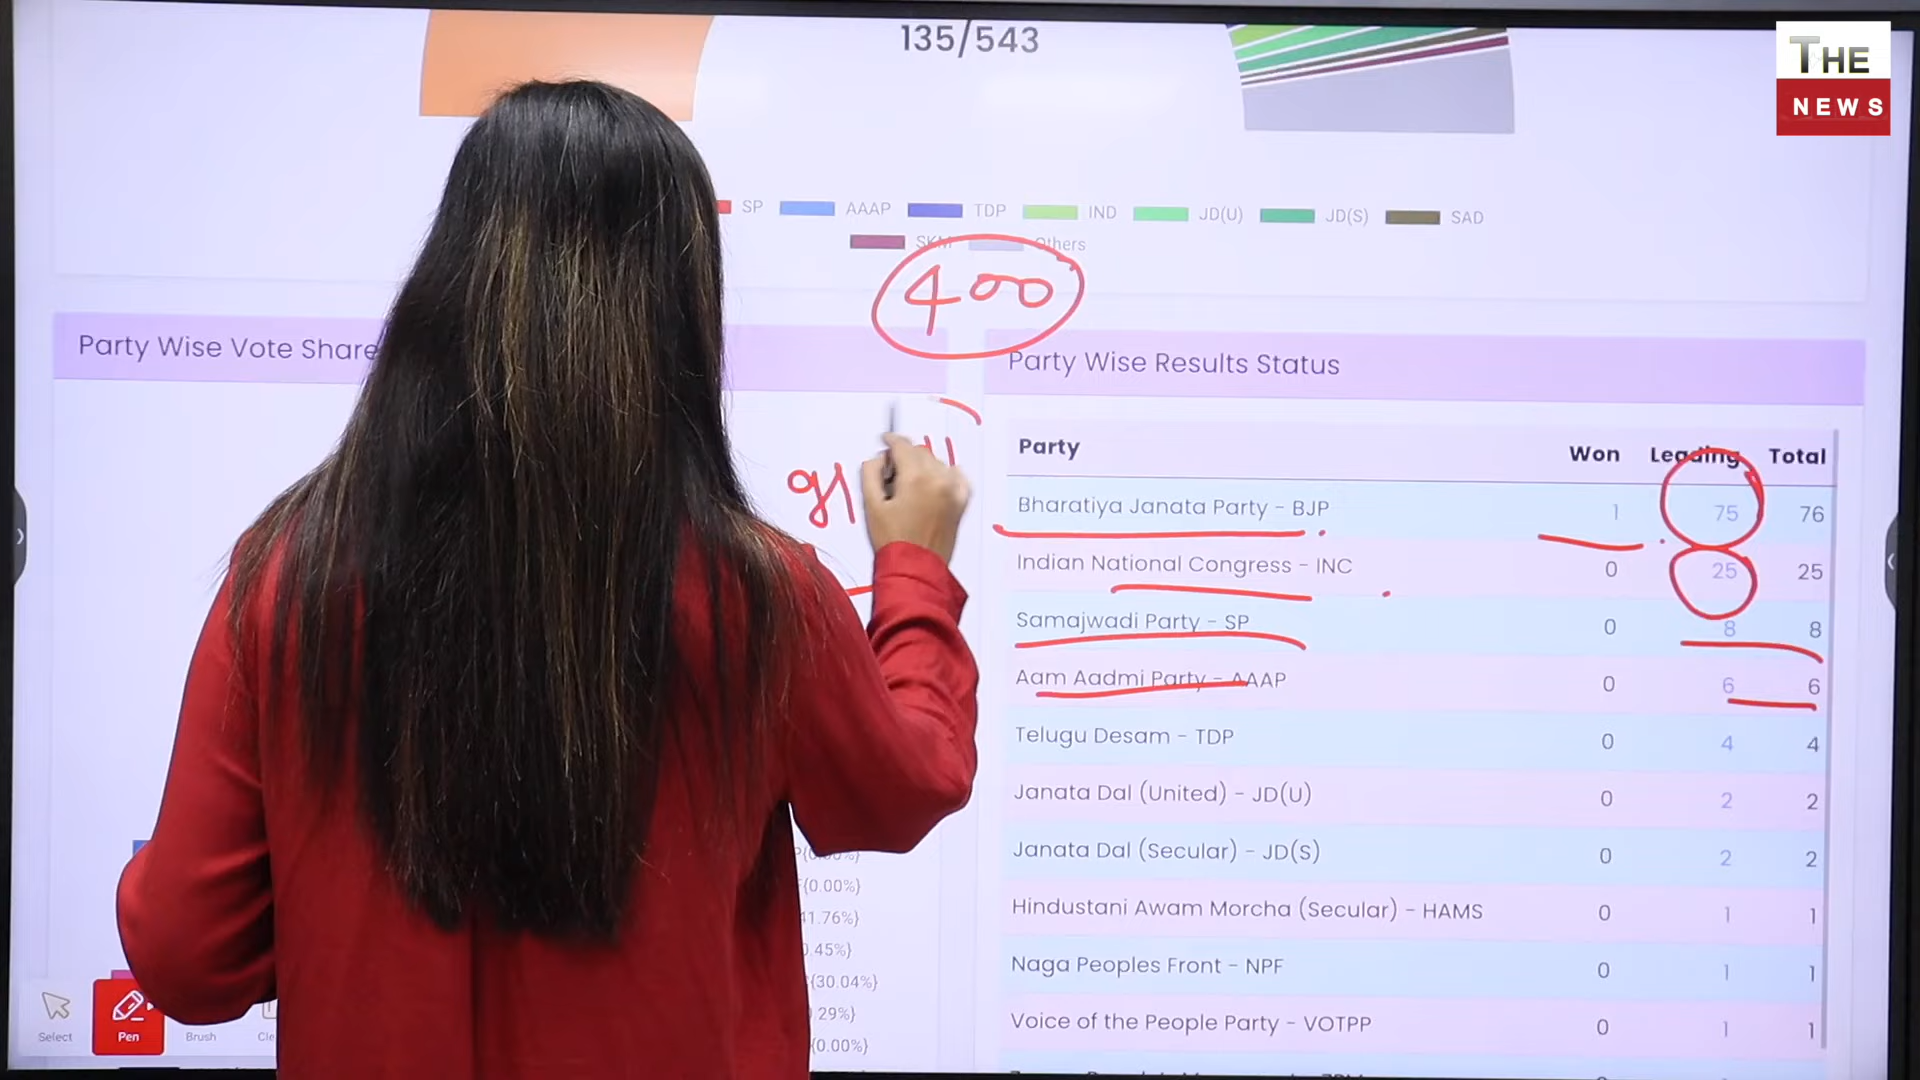 THE
NEWS
135/543
SP AAAP TDP IND JD(U) JD(S) SAD
SKM Others
400
Party Wise Vote Share
Party Wise Results Status
Party Won Leading Total
Bharatiya Janata Party - BJP 1 75 76
Indian National Congress - INC 0 25 25
Samajwadi Party - SP 0 8 8
Aam Aadmi Party - AAAP 0 6 6
Telugu Desam - TDP 0 4 4
Janata Dal (United) - JD(U) 0 2 2
Janata Dal (Secular) - JD(S) 0 2 2
Hindustani Awam Morcha (Secular) - HAMS 0 1 1
Naga Peoples Front - NPF 0 1 1
Voice of the People Party - VOTPP 0 1 1
{0.00%}
{30.04%}
{0.00%}
Select Pen Brush